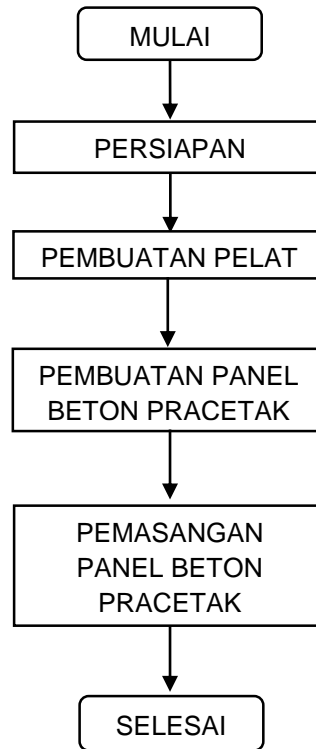 MULAI
PERSIAPAN
PEMBUATAN PELAT
PEMBUATAN PANEL
BETON PRACETAK
PEMASANGAN
PANEL BETON
PRACETAK
SELESAI